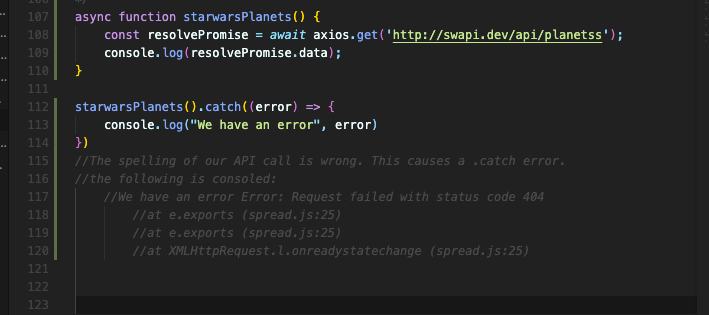 106 */
107 async function starwarsPlanets() {
108     const resolvePromise = await axios.get('http://swapi.dev/api/planetss');
109     console.log(resolvePromise.data);
110 }
111
112 starwarsPlanets().catch((error) => {
113     console.log("We have an error", error)
114 })
115 //The spelling of our API call is wrong. This causes a .catch error.
116 //the following is consoled:
117     //We have an error Error: Request failed with status code 404
118         //at e.exports (spread.js:25)
119         //at e.exports (spread.js:25)
120         //at XMLHttpRequest.l.onreadystatechange (spread.js:25)
121
122
123